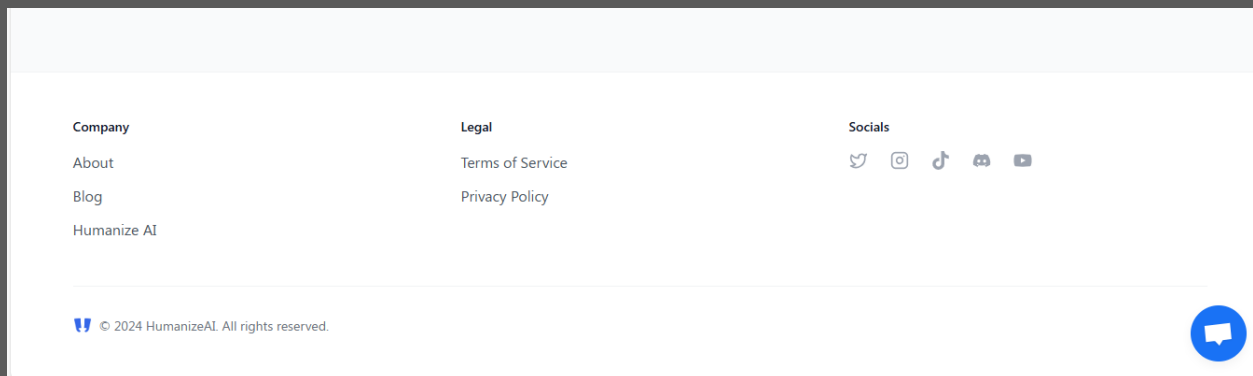 Company
About
Blog
Humanize AI
Legal
Terms of Service
Privacy Policy
Socials
© 2024 HumanizeAI. All rights reserved.